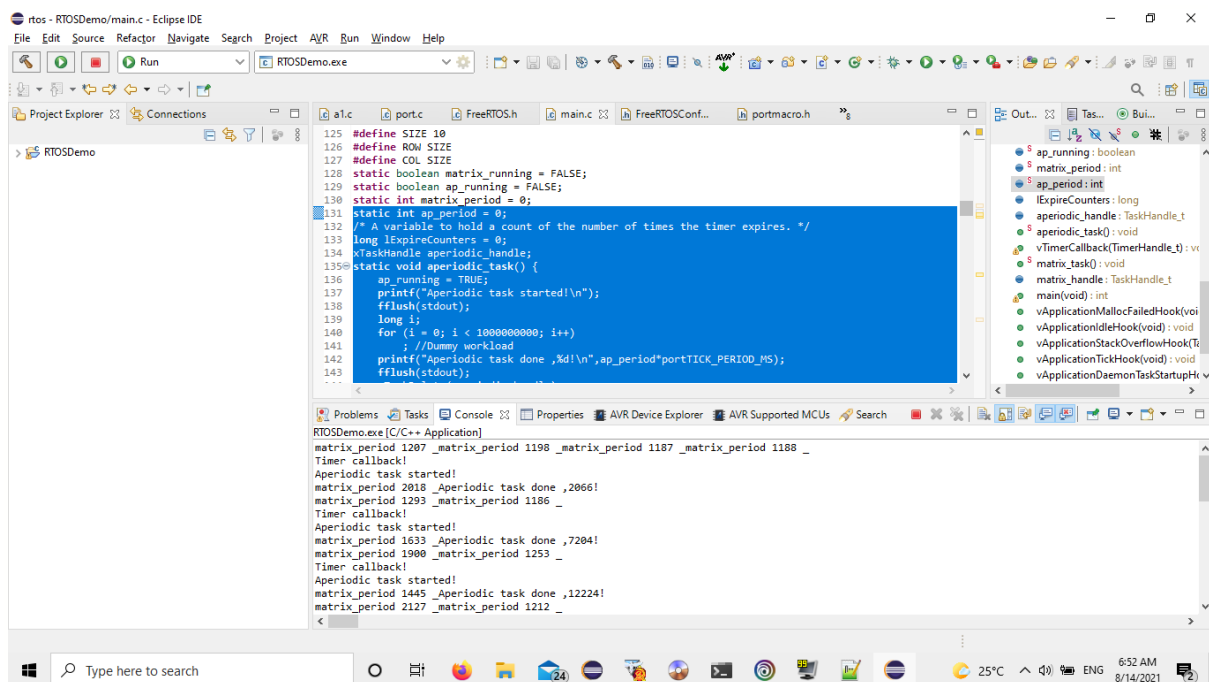 rtos - RTOSDemo/main.c - Eclipse IDE
File Edit Source Refactor Navigate Search Project AVR Run Window Help
Run RTOSDemo.exe
Project Explorer Connections
RTOSDemo
a1.c port.c FreeRTOS.h main.c FreeRTOSConf... portmacro.h »8
125 #define SIZE 10
126 #define ROW SIZE
127 #define COL SIZE
128 static boolean matrix_running = FALSE;
129 static boolean ap_running = FALSE;
130 static int matrix_period = 0;
131 static int ap_period = 0;
132 /* A variable to hold a count of the number of times the timer expires. */
133 long lExpireCounters = 0;
134 xTaskHandle aperiodic_handle;
135 static void aperiodic_task() {
136 ap_running = TRUE;
137 printf("Aperiodic task started!\n");
138 fflush(stdout);
139 long i;
140 for (i = 0; i < 1000000000; i++)
141 ; //Dummy workload
142 printf("Aperiodic task done ,%d!\n",ap_period*portTICK_PERIOD_MS);
143 fflush(stdout);
Out... Tas... Bui...
ap_running : boolean
matrix_period : int
ap_period : int
lExpireCounters : long
aperiodic_handle : TaskHandle_t
aperiodic_task() : void
vTimerCallback(TimerHandle_t) : vo
matrix_task() : void
matrix_handle : TaskHandle_t
main(void) : int
vApplicationMallocFailedHook(voi
vApplicationIdleHook(void) : void
vApplicationStackOverflowHook(Ta
vApplicationTickHook(void) : void
vApplicationDaemonTaskStartupHo
Problems Tasks Console Properties AVR Device Explorer AVR Supported MCUs Search
RTOSDemo.exe [C/C++ Application]
matrix_period 1207 _matrix_period 1198 _matrix_period 1187 _matrix_period 1188 _
Timer callback!
Aperiodic task started!
matrix_period 2018 _Aperiodic task done ,2066!
matrix_period 1293 _matrix_period 1186 _
Timer callback!
Aperiodic task started!
matrix_period 1633 _Aperiodic task done ,7204!
matrix_period 1900 _matrix_period 1253 _
Timer callback!
Aperiodic task started!
matrix_period 1445 _Aperiodic task done ,12224!
matrix_period 2127 _matrix_period 1212 _
Type here to search
24
25°C ENG 6:52 AM
8/14/2021
2